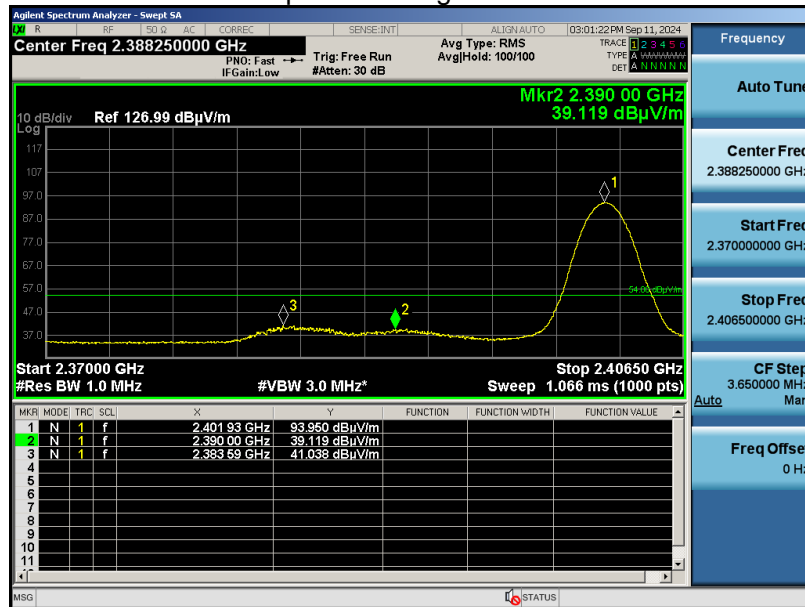 Agilent Spectrum Analyzer - Swept SA
R RF 50 Ω AC CORREC SENSE:INT ALIGN AUTO 03:01:22 PM Sep 11, 2024
Center Freq 2.388250000 GHz
PNO: Fast
IFGain:Low
Trig: Free Run
#Atten: 30 dB
Avg Type: RMS
Avg|Hold: 100/100
TRACE 1 2 3 4 5 6
TYPE A WWWWW
DET A N N N N N
Mkr2 2.390 00 GHz
39.119 dBµV/m
10 dB/div Ref 126.99 dBµV/m
Log
117
107
97.0
87.0
77.0
67.0
57.0
47.0
37.0
1
54.00 dBµV/m
3
2
Start 2.37000 GHz Stop 2.40650 GHz
#Res BW 1.0 MHz #VBW 3.0 MHz* Sweep 1.066 ms (1000 pts)
MKR MODE TRC SCL X Y FUNCTION FUNCTION WIDTH FUNCTION VALUE
1 N 1 f 2.401 93 GHz 93.950 dBµV/m
2 N 1 f 2.390 00 GHz 39.119 dBµV/m
3 N 1 f 2.383 59 GHz 41.038 dBµV/m
4
5
6
7
8
9
10
11
MSG STATUS
Frequency
Auto Tune
Center Freq
2.388250000 GHz
Start Freq
2.370000000 GHz
Stop Freq
2.406500000 GHz
CF Step
3.650000 MHz
Auto Man
Freq Offset
0 Hz